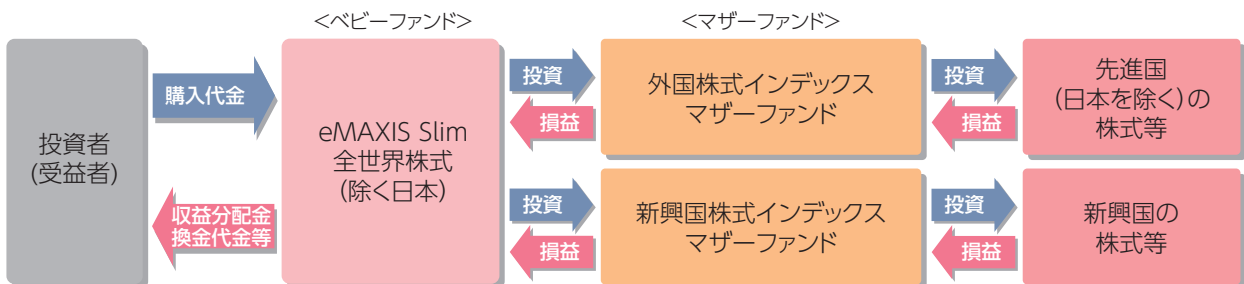 <ベビーファンド>
<マザーファンド>
投資者
(受益者)
購入代金
収益分配金
換金代金等
eMAXIS Slim
全世界株式
(除く日本)
投資
損益
外国株式インデックス
マザーファンド
投資
損益
先進国
(日本を除く)の
株式等
投資
損益
新興国株式インデックス
マザーファンド
投資
損益
新興国の
株式等